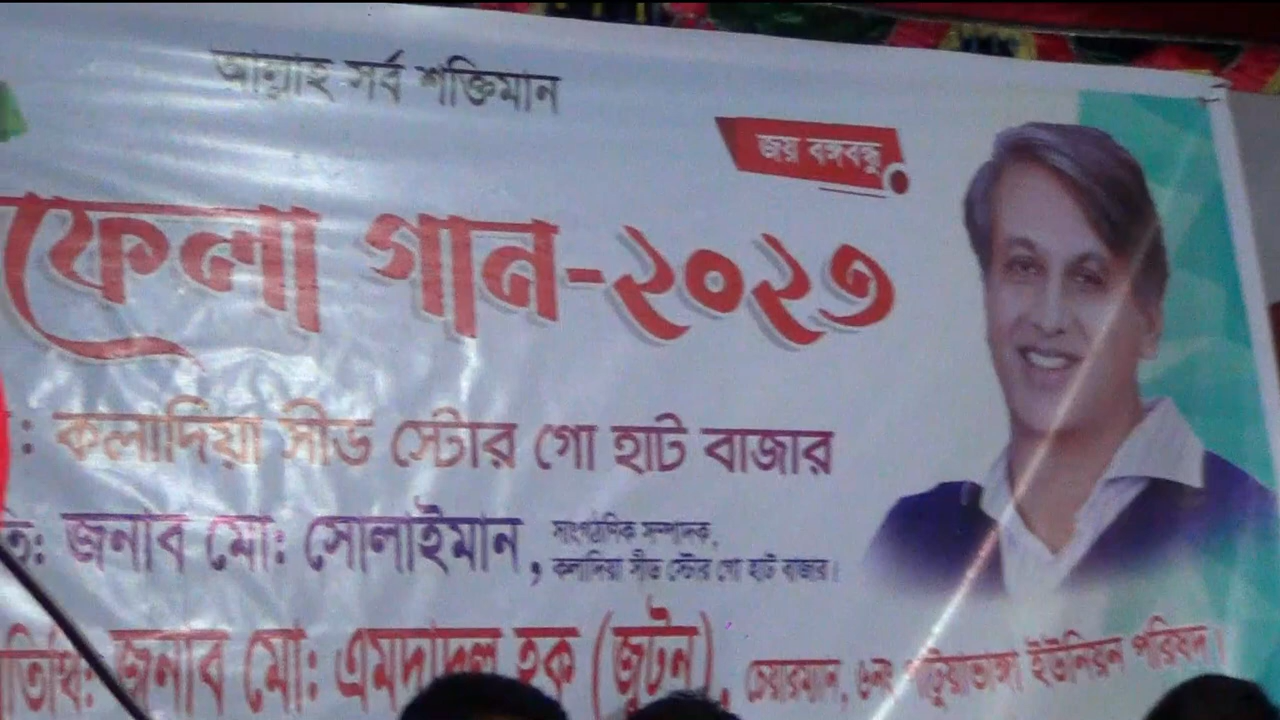 আল্লাহ সর্ব শক্তিমান
জয় বঙ্গবন্ধু
ফেলা গান-২০২৩
: কলাদিয়া সীড স্টোর গো হাট বাজার
তি: জনাব মো: সোলাইমান, সাংগঠনিক সম্পাদক,
কলাদিয়া সীড স্টোর গো হাট বাজার।
তিথি: জনাব মো: এমদাদুল হক (জুটন), চেয়ারম্যান, ৬নং ইউনিয়ন পরিষদ।